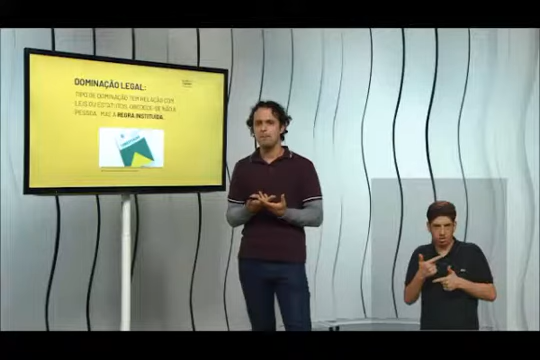 DOMINAÇÃO LEGAL:
TIPO DE DOMINAÇÃO TEM RELAÇÃO COM
LEIS OU ESTATUTOS, OBEDECE-SE NÃO À
PESSOA, MAS A REGRA INSTITUÍDA.